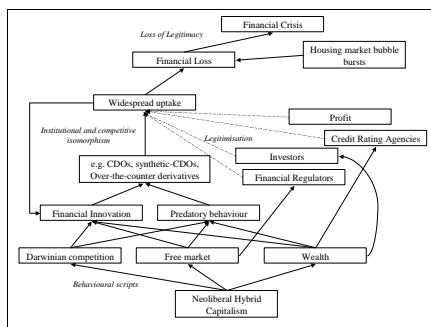 Financial Crisis
Loss of Legitimacy
Financial Loss
Housing market bubble
bursts
Widespread uptake
Profit
Institutional and competitive
isomorphism
Legitimisation
Credit Rating Agencies
Investors
e.g. CDOs, synthetic-CDOs,
Over-the-counter derivatives
Financial Regulators
Financial Innovation
Predatory behaviour
Darwinian competition
Free market
Wealth
Behavioural scripts
Neoliberal Hybrid
Capitalism